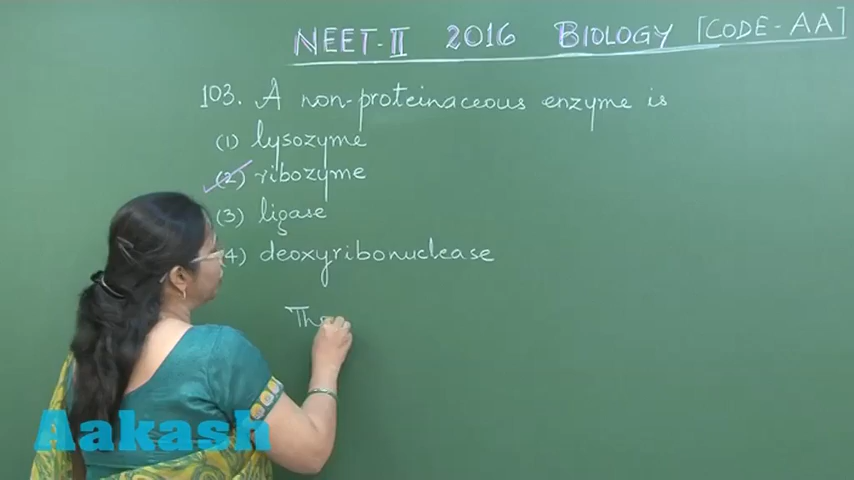 NEET-II 2016 BIOLOGY [CODE-AA]
103. A non-proteinaceous enzyme is
(1) lysozyme
(2) ribozyme
(3) ligase
(4) deoxyribonuclease
The
Aakash